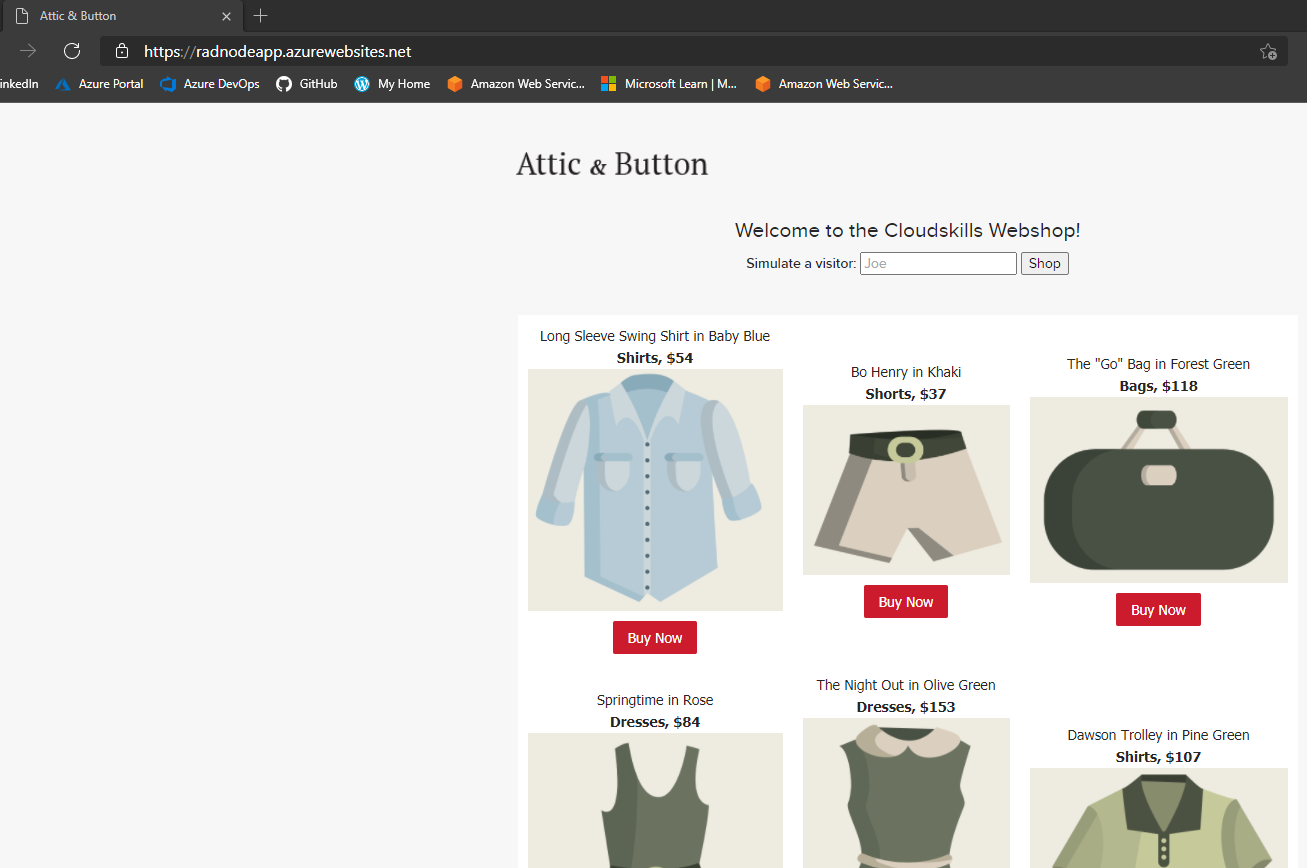 Attic & Button
https://radnodeapp.azurewebsites.net
inkedIn Azure Portal Azure DevOps GitHub My Home Amazon Web Servic... Microsoft Learn | M... Amazon Web Servic...
Attic & Button
Welcome to the Cloudskills Webshop!
Simulate a visitor: Joe Shop
Long Sleeve Swing Shirt in Baby Blue
Shirts, $54
Buy Now
Bo Henry in Khaki
Shorts, $37
Buy Now
The "Go" Bag in Forest Green
Bags, $118
Buy Now
Springtime in Rose
Dresses, $84
The Night Out in Olive Green
Dresses, $153
Dawson Trolley in Pine Green
Shirts, $107